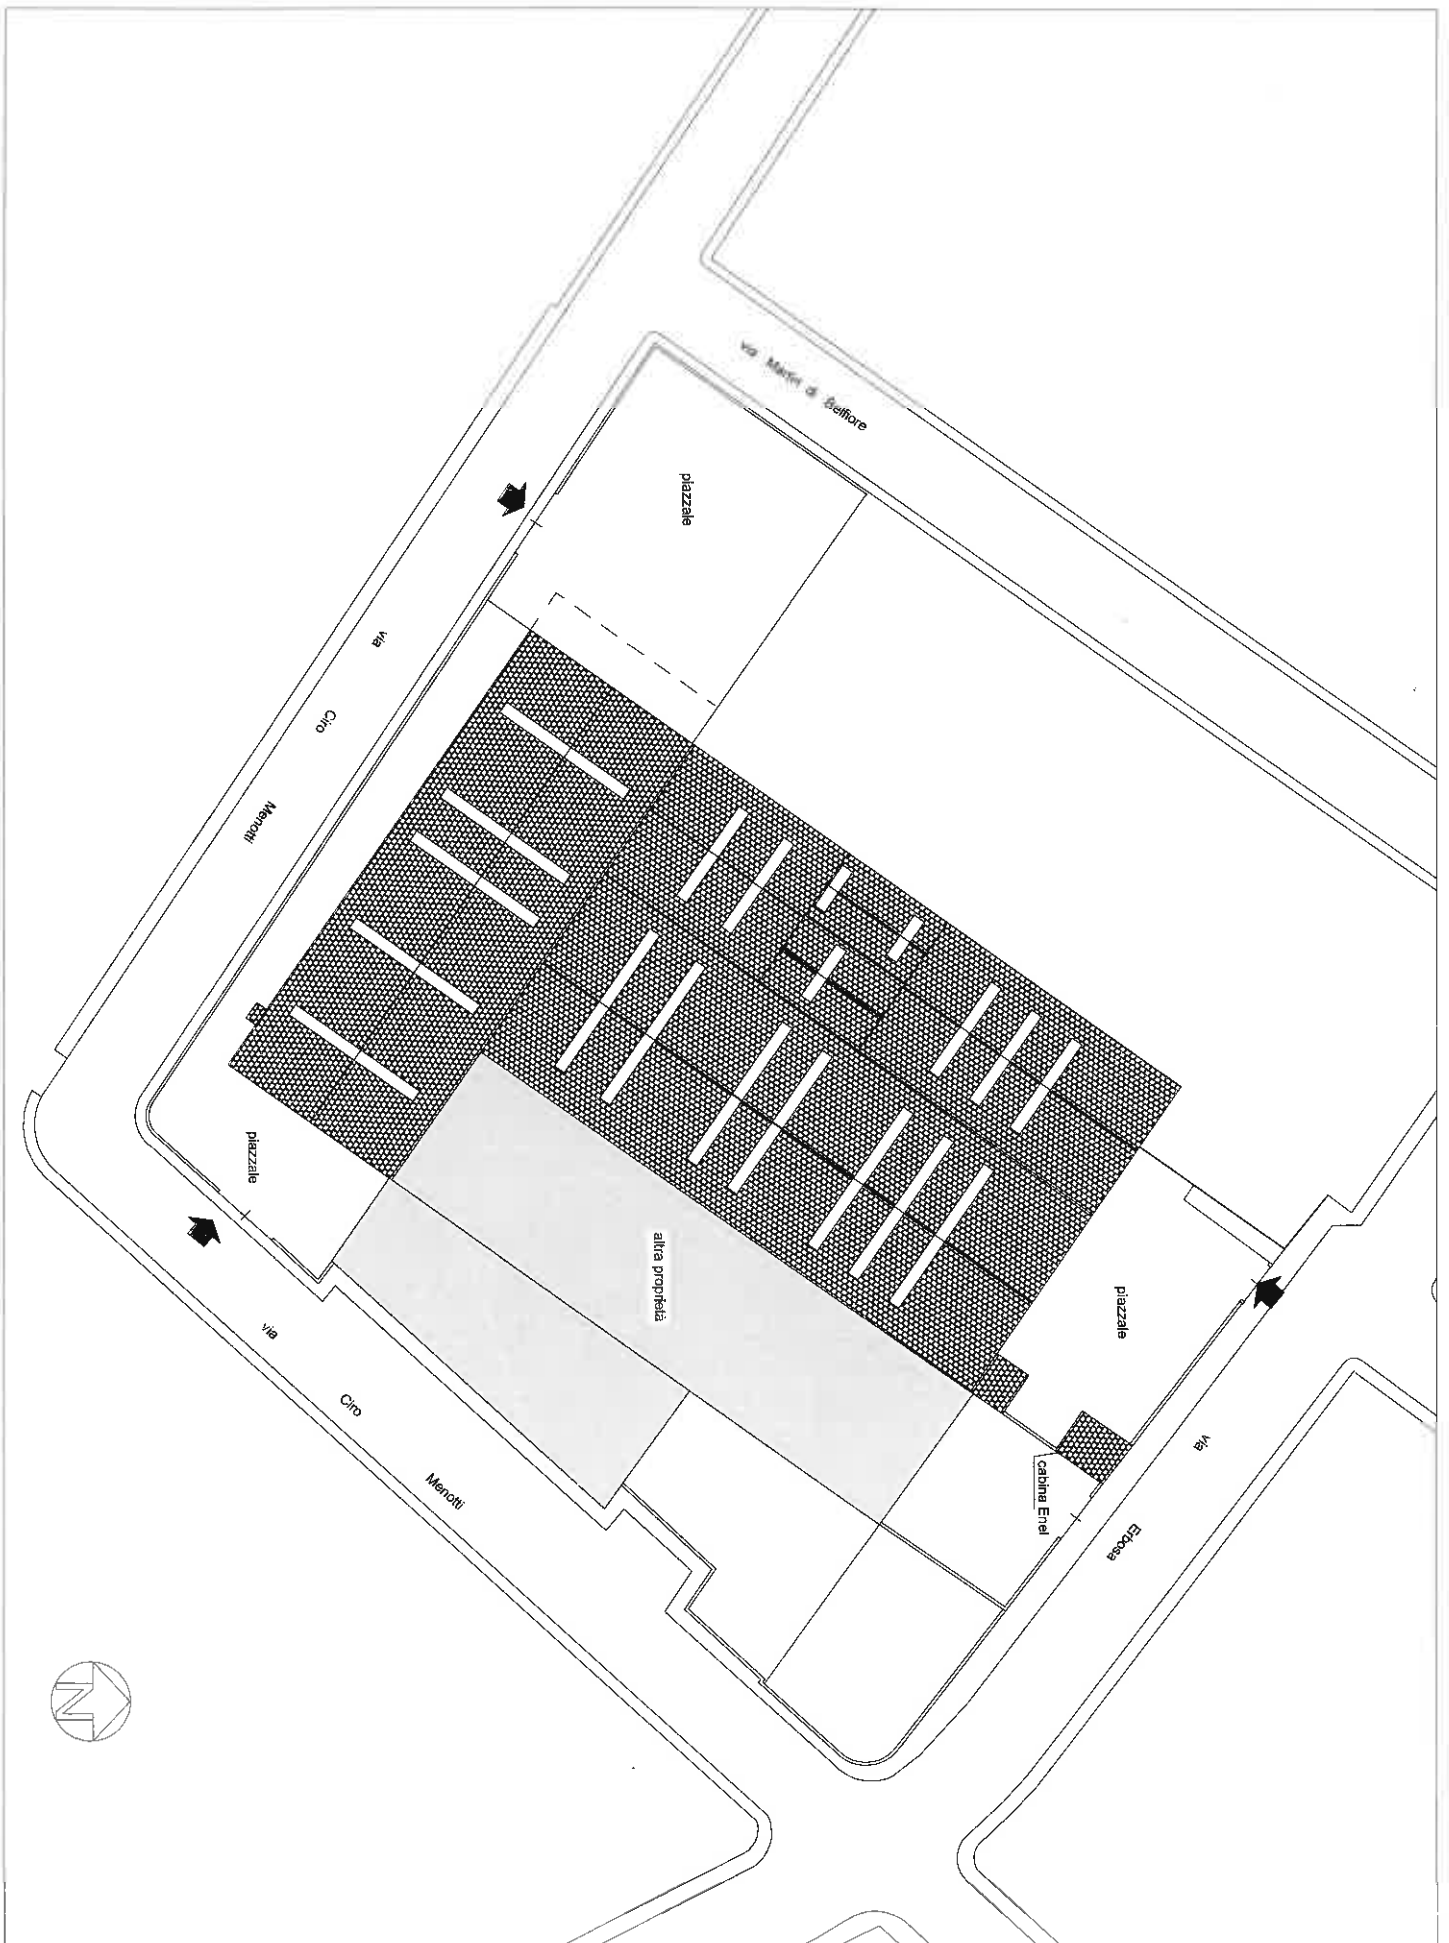 via Martiri di Belfiore
piazzale
via Ciro Menotti
piazzale
altra proprietà
piazzale
via Ciro Menotti
cabina Enel
via Erbosa
N